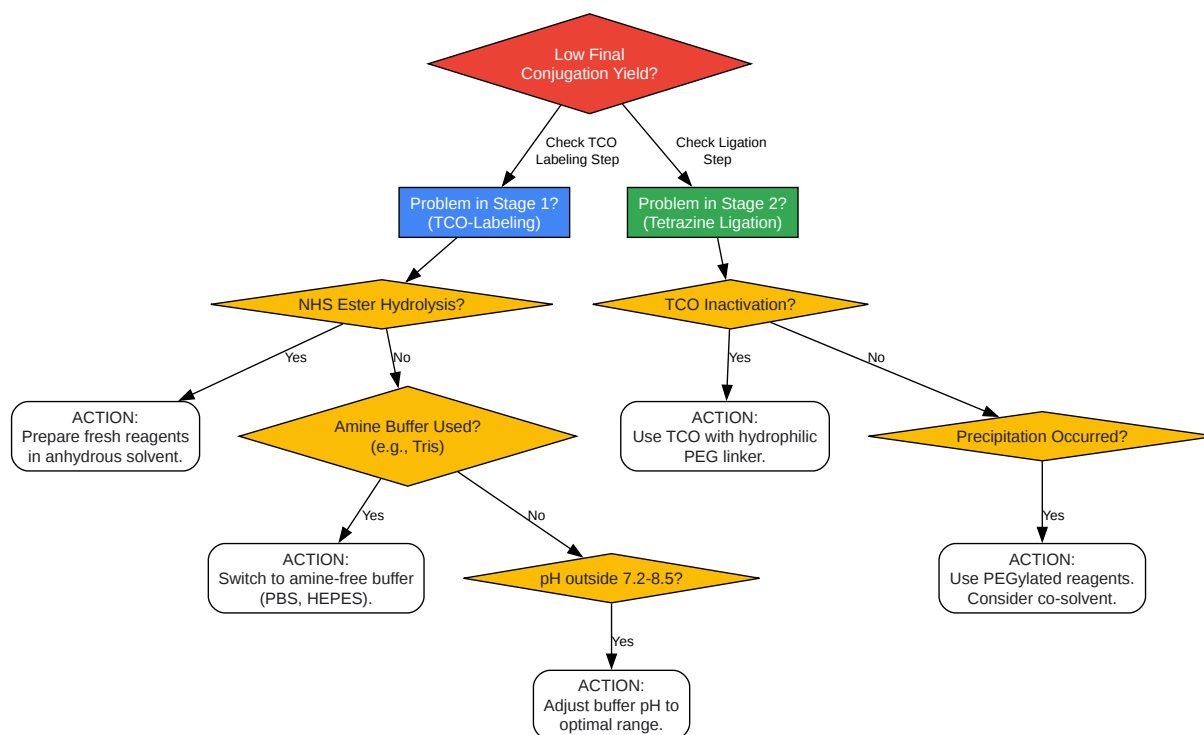 Low Final
Conjugation Yield?
Check TCO
Labeling Step
Check Ligation
Step
Problem in Stage 1?
(TCO-Labeling)
Problem in Stage 2?
(Tetrazine Ligation)
NHS Ester Hydrolysis?
TCO Inactivation?
Yes
No
Yes
No
ACTION:
Prepare fresh reagents
in anhydrous solvent.
Amine Buffer Used?
(e.g., Tris)
ACTION:
Use TCO with hydrophilic
PEG linker.
Precipitation Occurred?
Yes
No
Yes
ACTION:
Switch to amine-free buffer
(PBS, HEPES).
pH outside 7.2-8.5?
ACTION:
Use PEGylated reagents.
Consider co-solvent.
Yes
ACTION:
Adjust buffer pH to
optimal range.